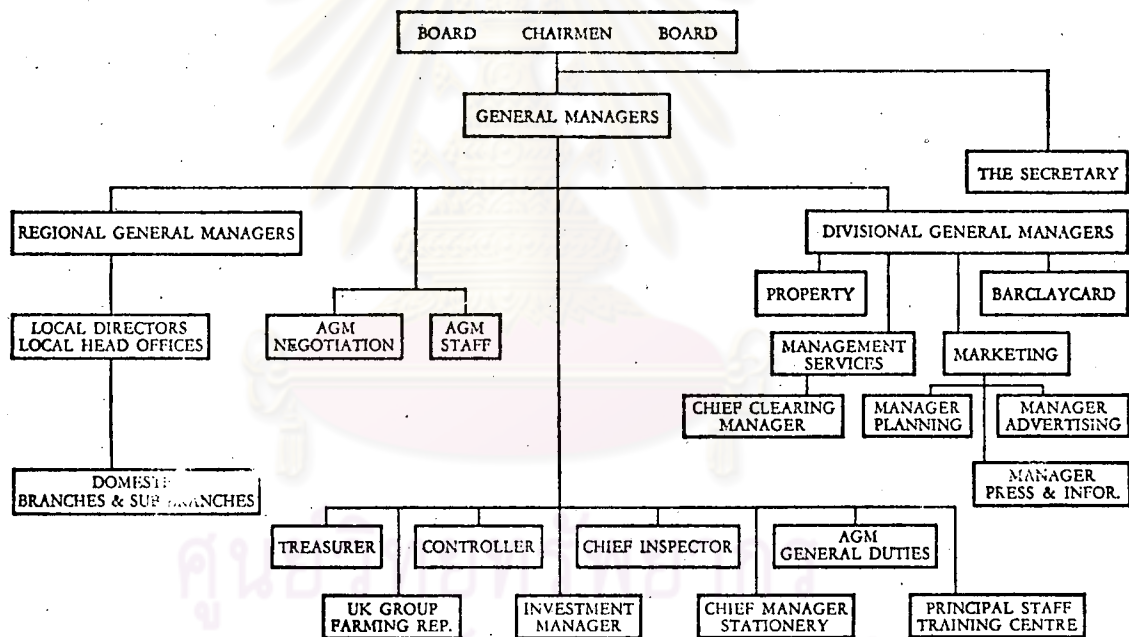 BOARD CHAIRMEN BOARD
GENERAL MANAGERS
THE SECRETARY
REGIONAL GENERAL MANAGERS
DIVISIONAL GENERAL MANAGERS
PROPERTY
BARCLAYCARD
LOCAL DIRECTORS
LOCAL HEAD OFFICES
AGM
NEGOTIATION
AGM
STAFF
MANAGEMENT
SERVICES
MARKETING
CHIEF CLEARING
MANAGER
MANAGER
PLANNING
MANAGER
ADVERTISING
MANAGER
PRESS & INFOR.
BRANCHES &
TREASURER
CONTROLLER
CHIEF INSPECTOR
AGM
GENERAL DUTIES
UK GROUP
FARMING REP.
INVESTMENT
MANAGER
CHIEF MANAGER
STATIONERY
PRINCIPAL STAFF
TRAINING CENTRE